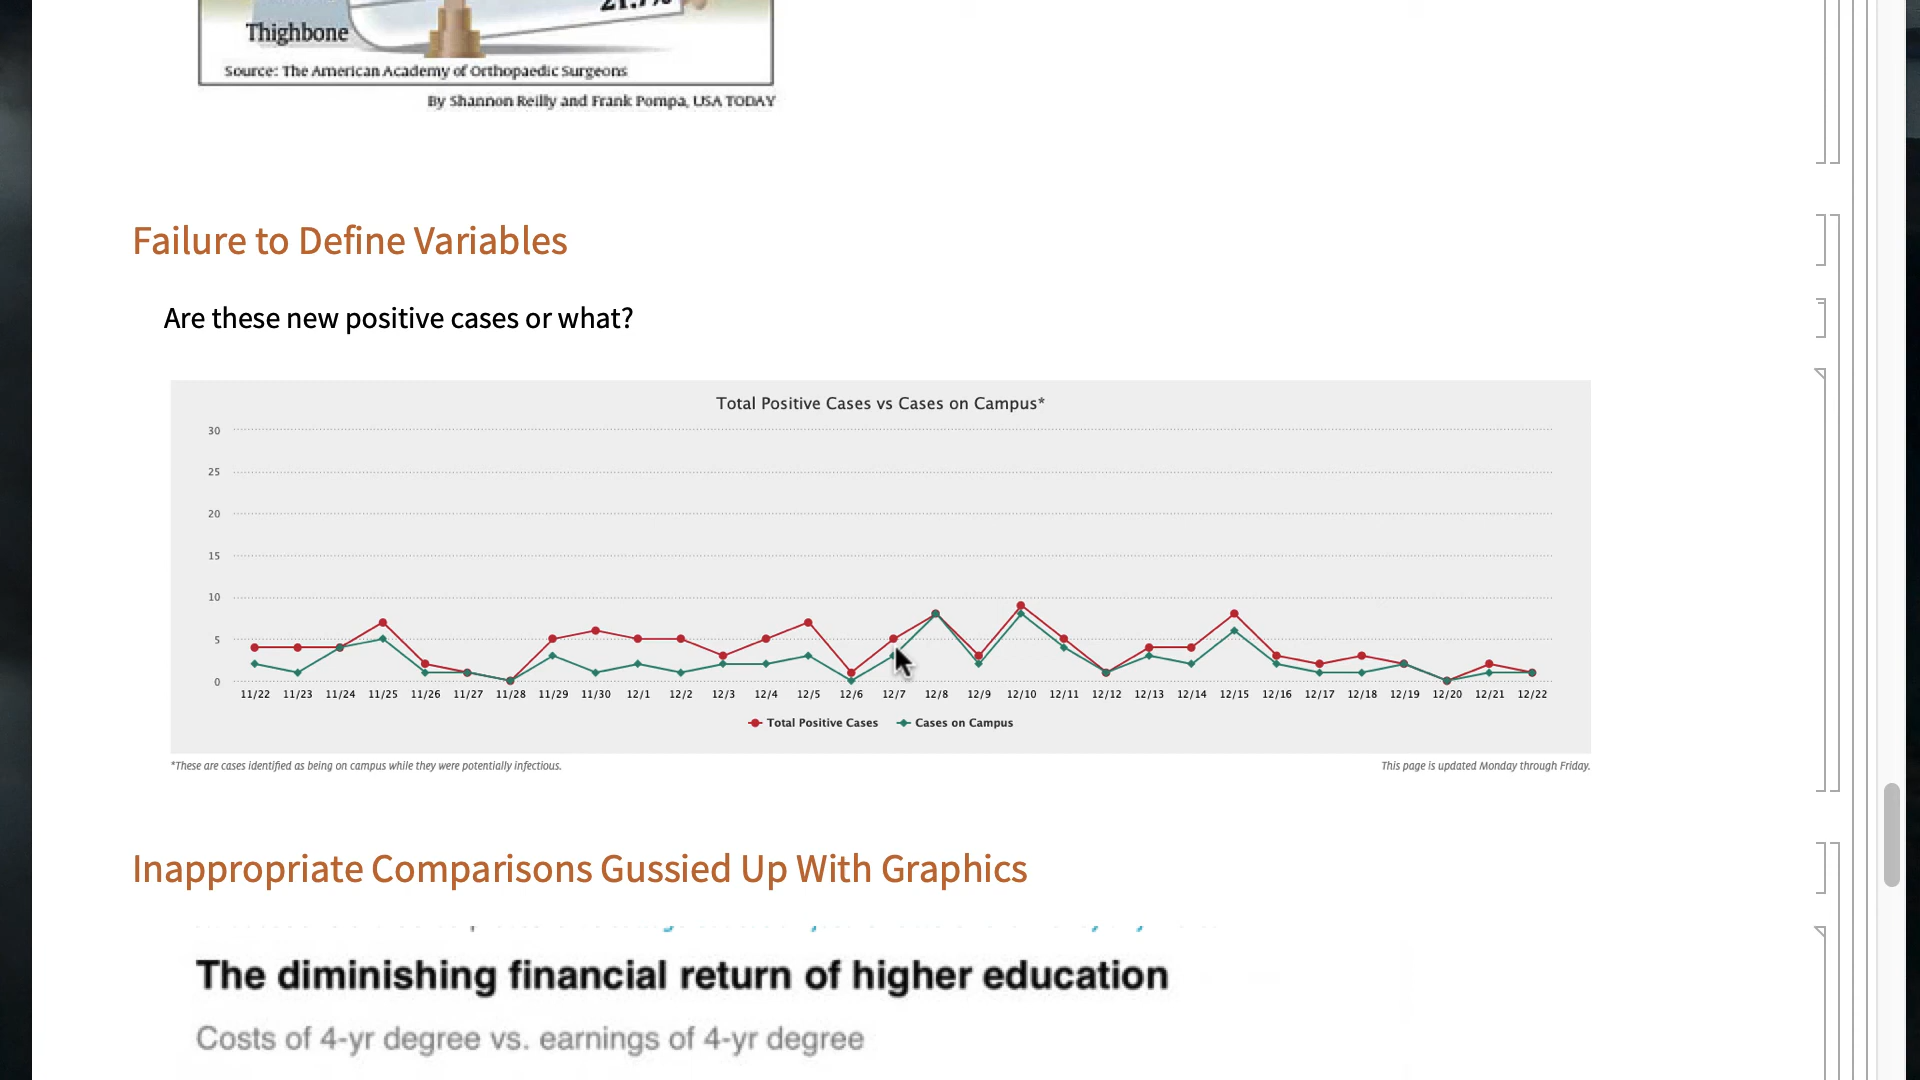 Thighbone
Source: The American Academy of Orthopaedic Surgeons
By Shannon Reilly and Frank Pompa, USA TODAY
Failure to Define Variables
Are these new positive cases or what?
Total Positive Cases vs Cases on Campus*
30
25
20
15
10
5
0
11/22 11/23 11/24 11/25 11/26 11/27 11/28 11/29 11/30 12/1 12/2 12/3 12/4 12/5 12/6 12/7 12/8 12/9 12/10 12/11 12/12 12/13 12/14 12/15 12/16 12/17 12/18 12/19 12/20 12/21 12/22
Total Positive Cases Cases on Campus
*These are cases identified as being on campus while they were potentially infectious. This page is updated Monday through Friday.
Inappropriate Comparisons Gussied Up With Graphics
The diminishing financial return of higher education
Costs of 4-yr degree vs. earnings of 4-yr degree